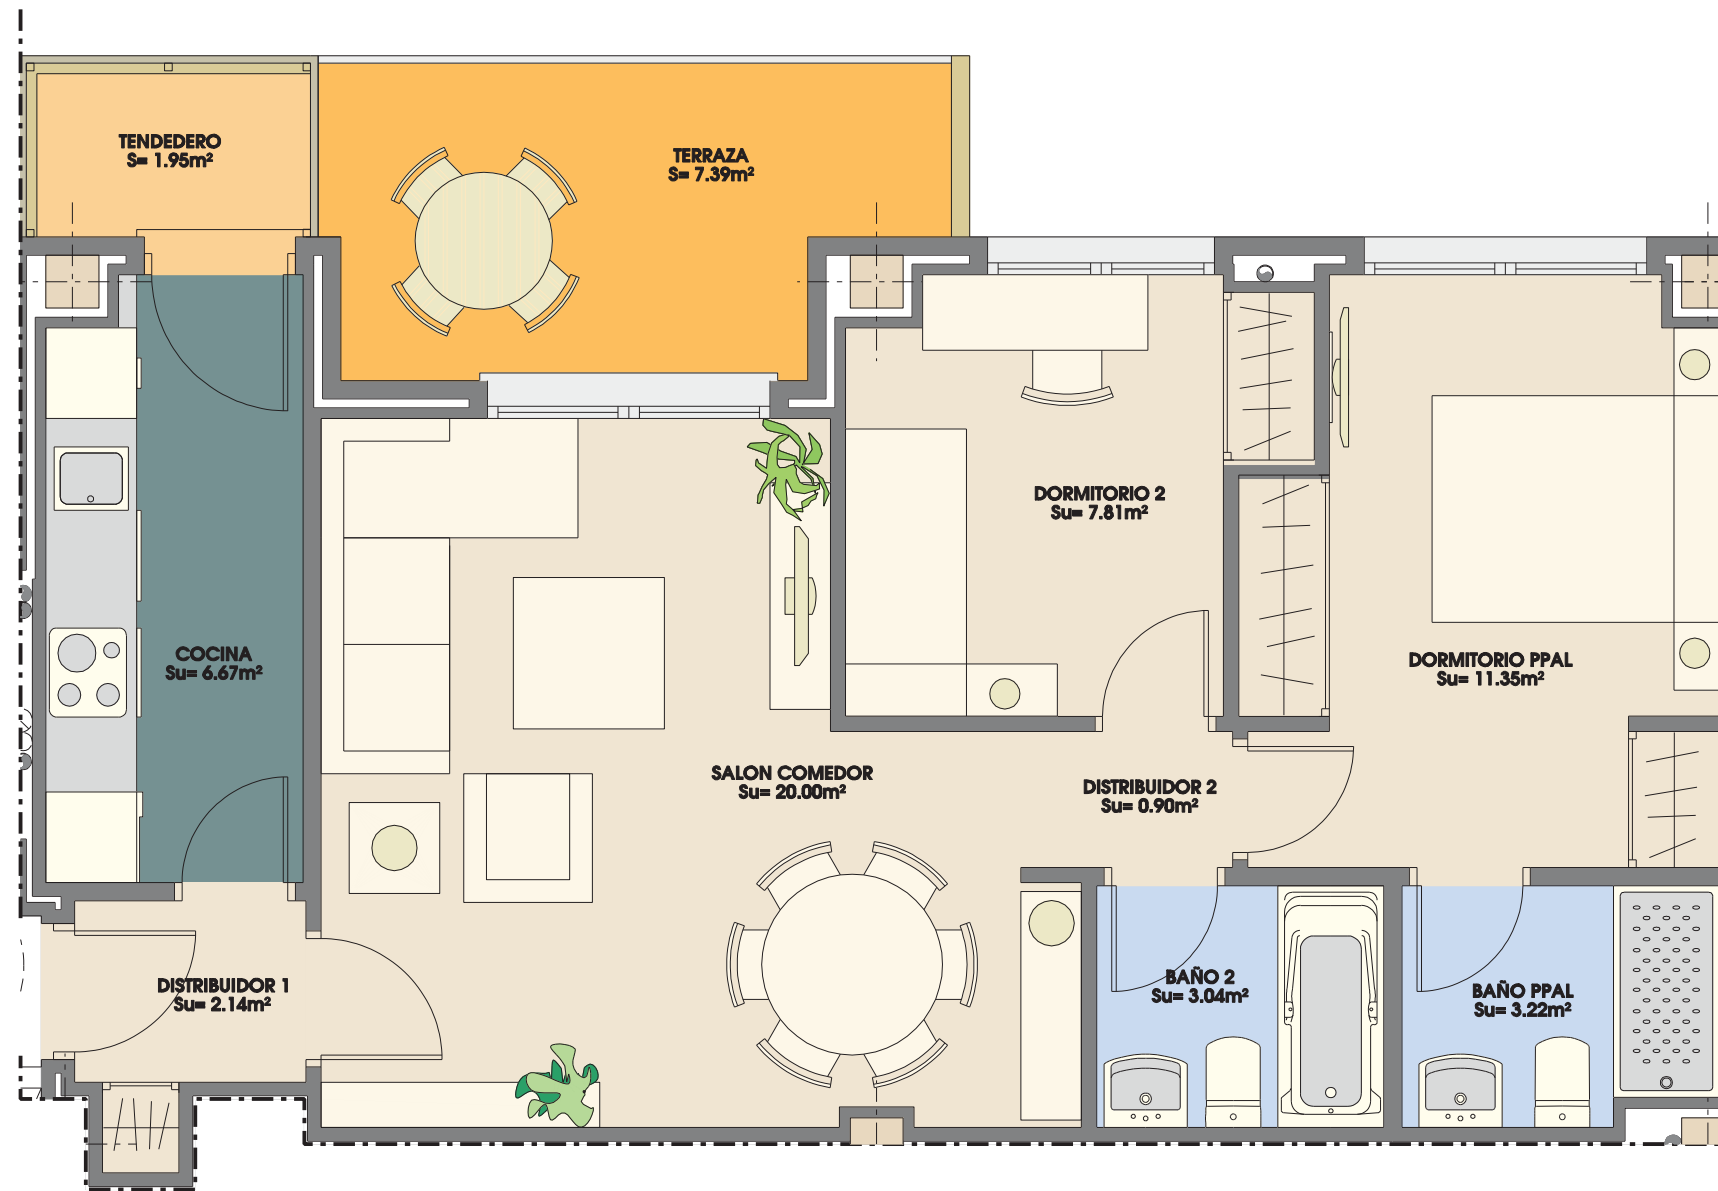 TENDEDERO
S= 1.95m²
TERRAZA
S= 7.39m²
DORMITORIO 2
Su= 7.81m²
COCINA
Su= 6.67m²
DORMITORIO PPAL
Su= 11.35m²
SALON COMEDOR
Su= 20.00m²
DISTRIBUIDOR 2
Su= 0.90m²
DISTRIBUIDOR 1
Su= 2.14m²
BAÑO 2
Su= 3.04m²
BAÑO PPAL
Su= 3.22m²